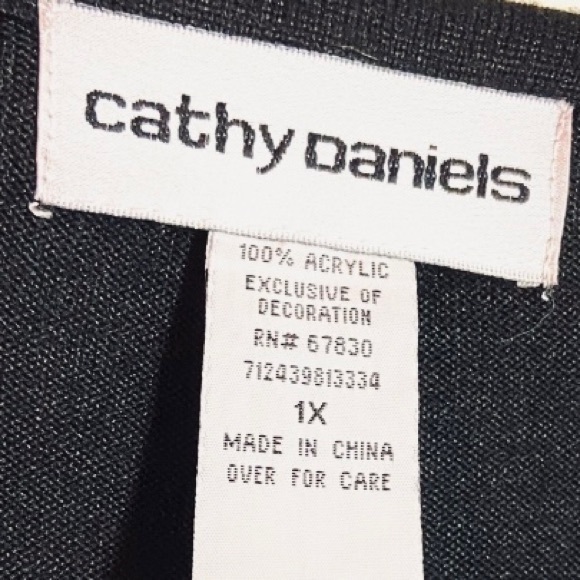 cathy Daniels
100% ACRYLIC
EXCLUSIVE OF
DECORATION
RN# 67830
712439813334
1X
MADE IN CHINA
OVER FOR CARE